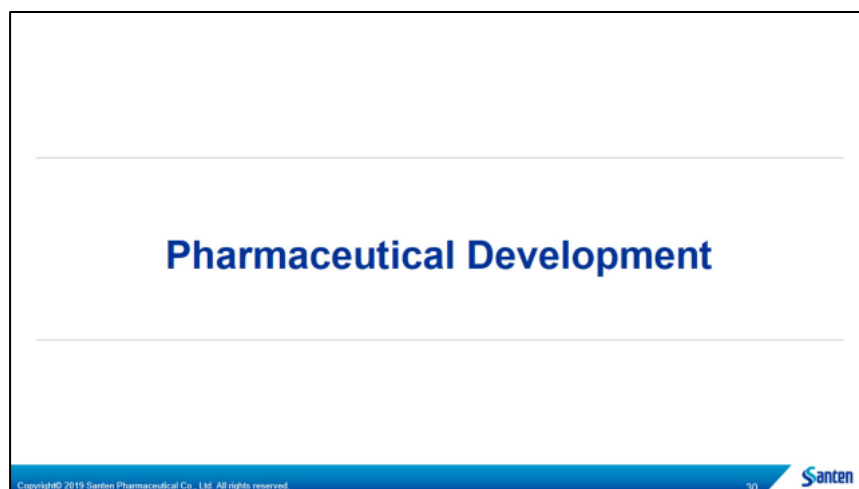 Pharmaceutical Development
Copyright© 2019 Santen Pharmaceutical Co., Ltd. All rights reserved.
30
Santen